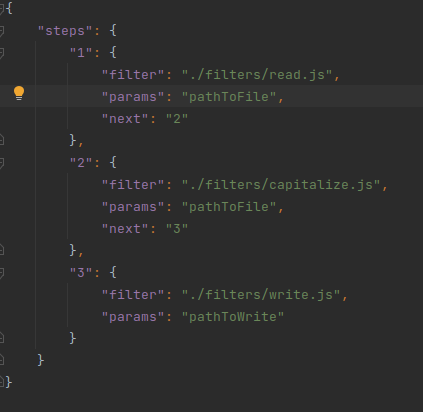 {
    "steps": {
        "1": {
            "filter": "./filters/read.js",
            "params": "pathToFile",
            "next": "2"
        },
        "2": {
            "filter": "./filters/capitalize.js",
            "params": "pathToFile",
            "next": "3"
        },
        "3": {
            "filter": "./filters/write.js",
            "params": "pathToWrite"
        }
    }
}